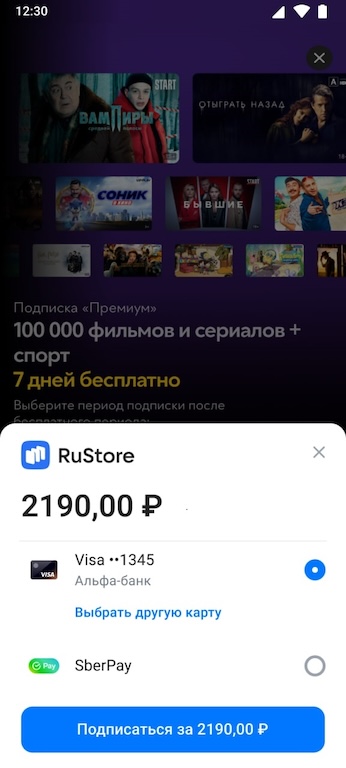 12:30
START
ВАМПИРЫ
средней полосы
ОТЫГРАТЬ НАЗАД
СОНИК
START
БЫВШИЕ
Подписка «Премиум»
100 000 фильмов и сериалов +
спорт
7 дней бесплатно
Выберите период подписки после
бесплатного периода:
RuStore
2190,00 ₽
Visa ••1345
VISA
Альфа-банк
Выбрать другую карту
Pay
SberPay
Подписаться за 2190,00 ₽